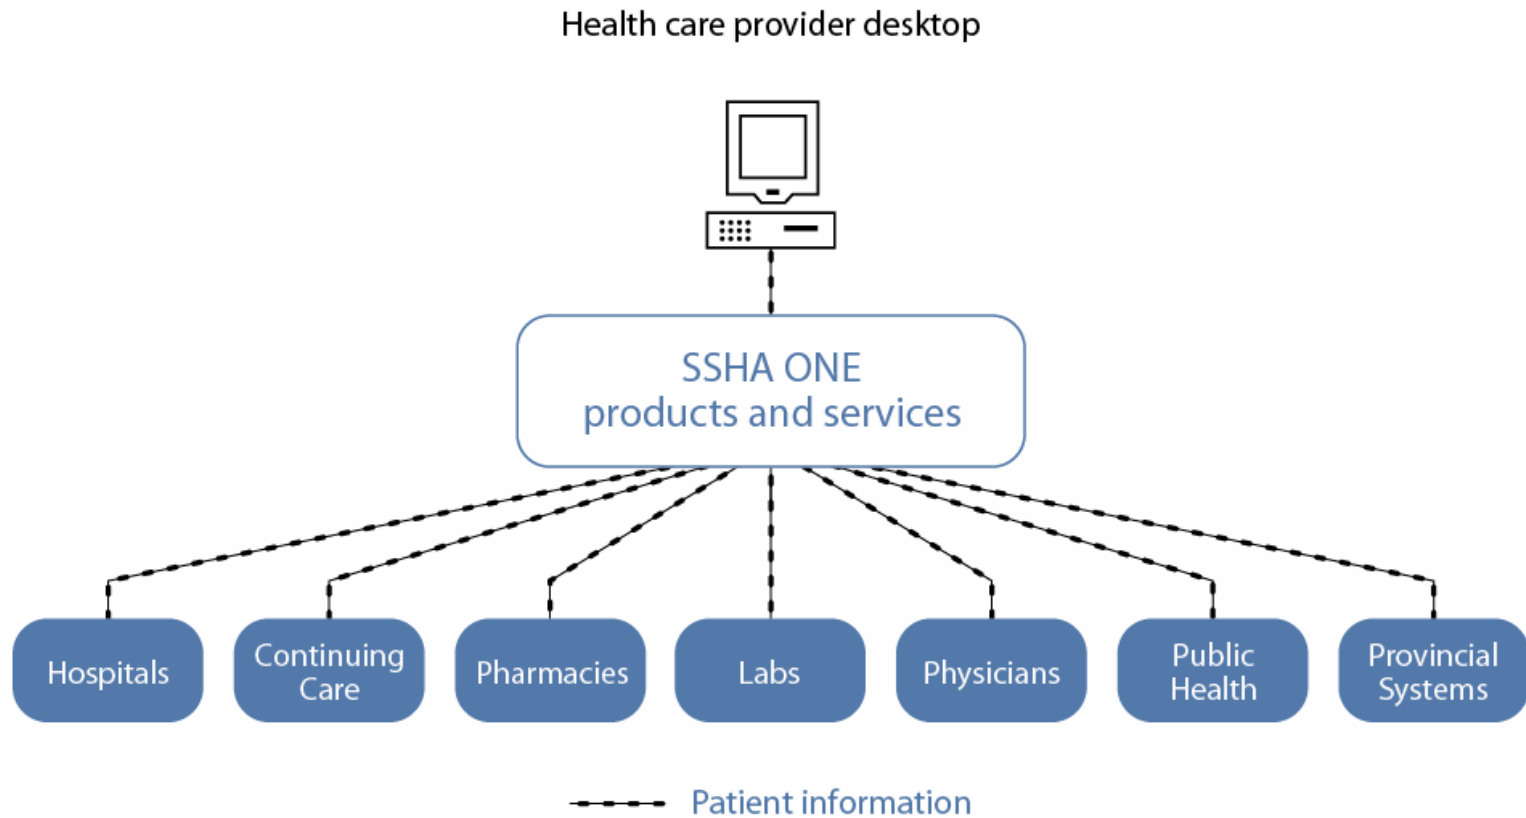 Health care provider desktop
SSHA ONE
products and services
Hospitals
Continuing
Care
Pharmacies
Labs
Physicians
Public
Health
Provincial
Systems
Patient information